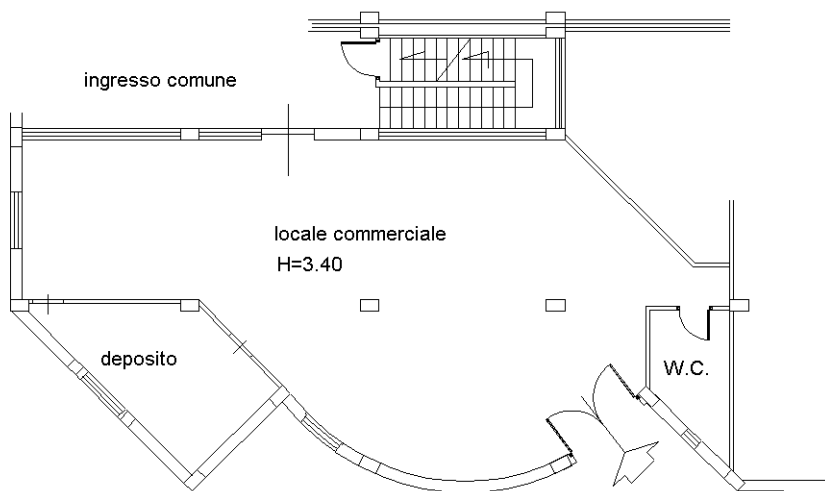 ingresso comune
locale commerciale
H=3.40
deposito
W.C.